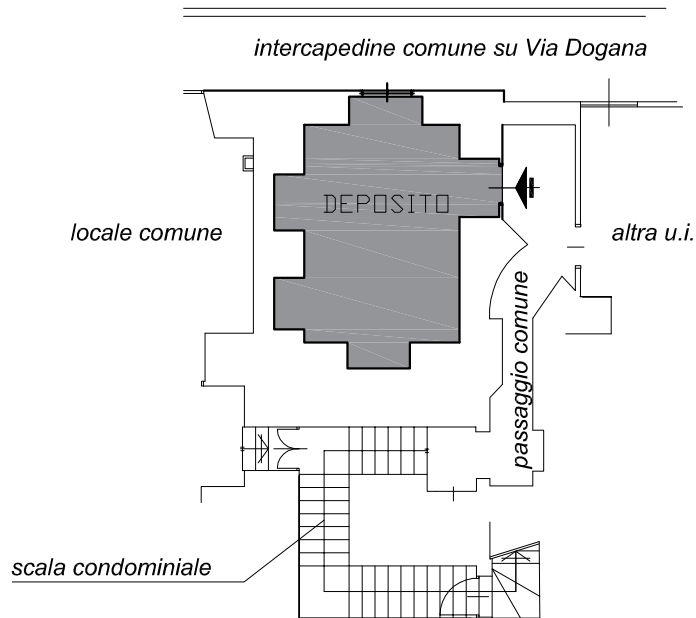 intercapedine comune su Via Dogana
DEPOSITO
locale comune
altra u.i.
passaggio comune
scala condominiale